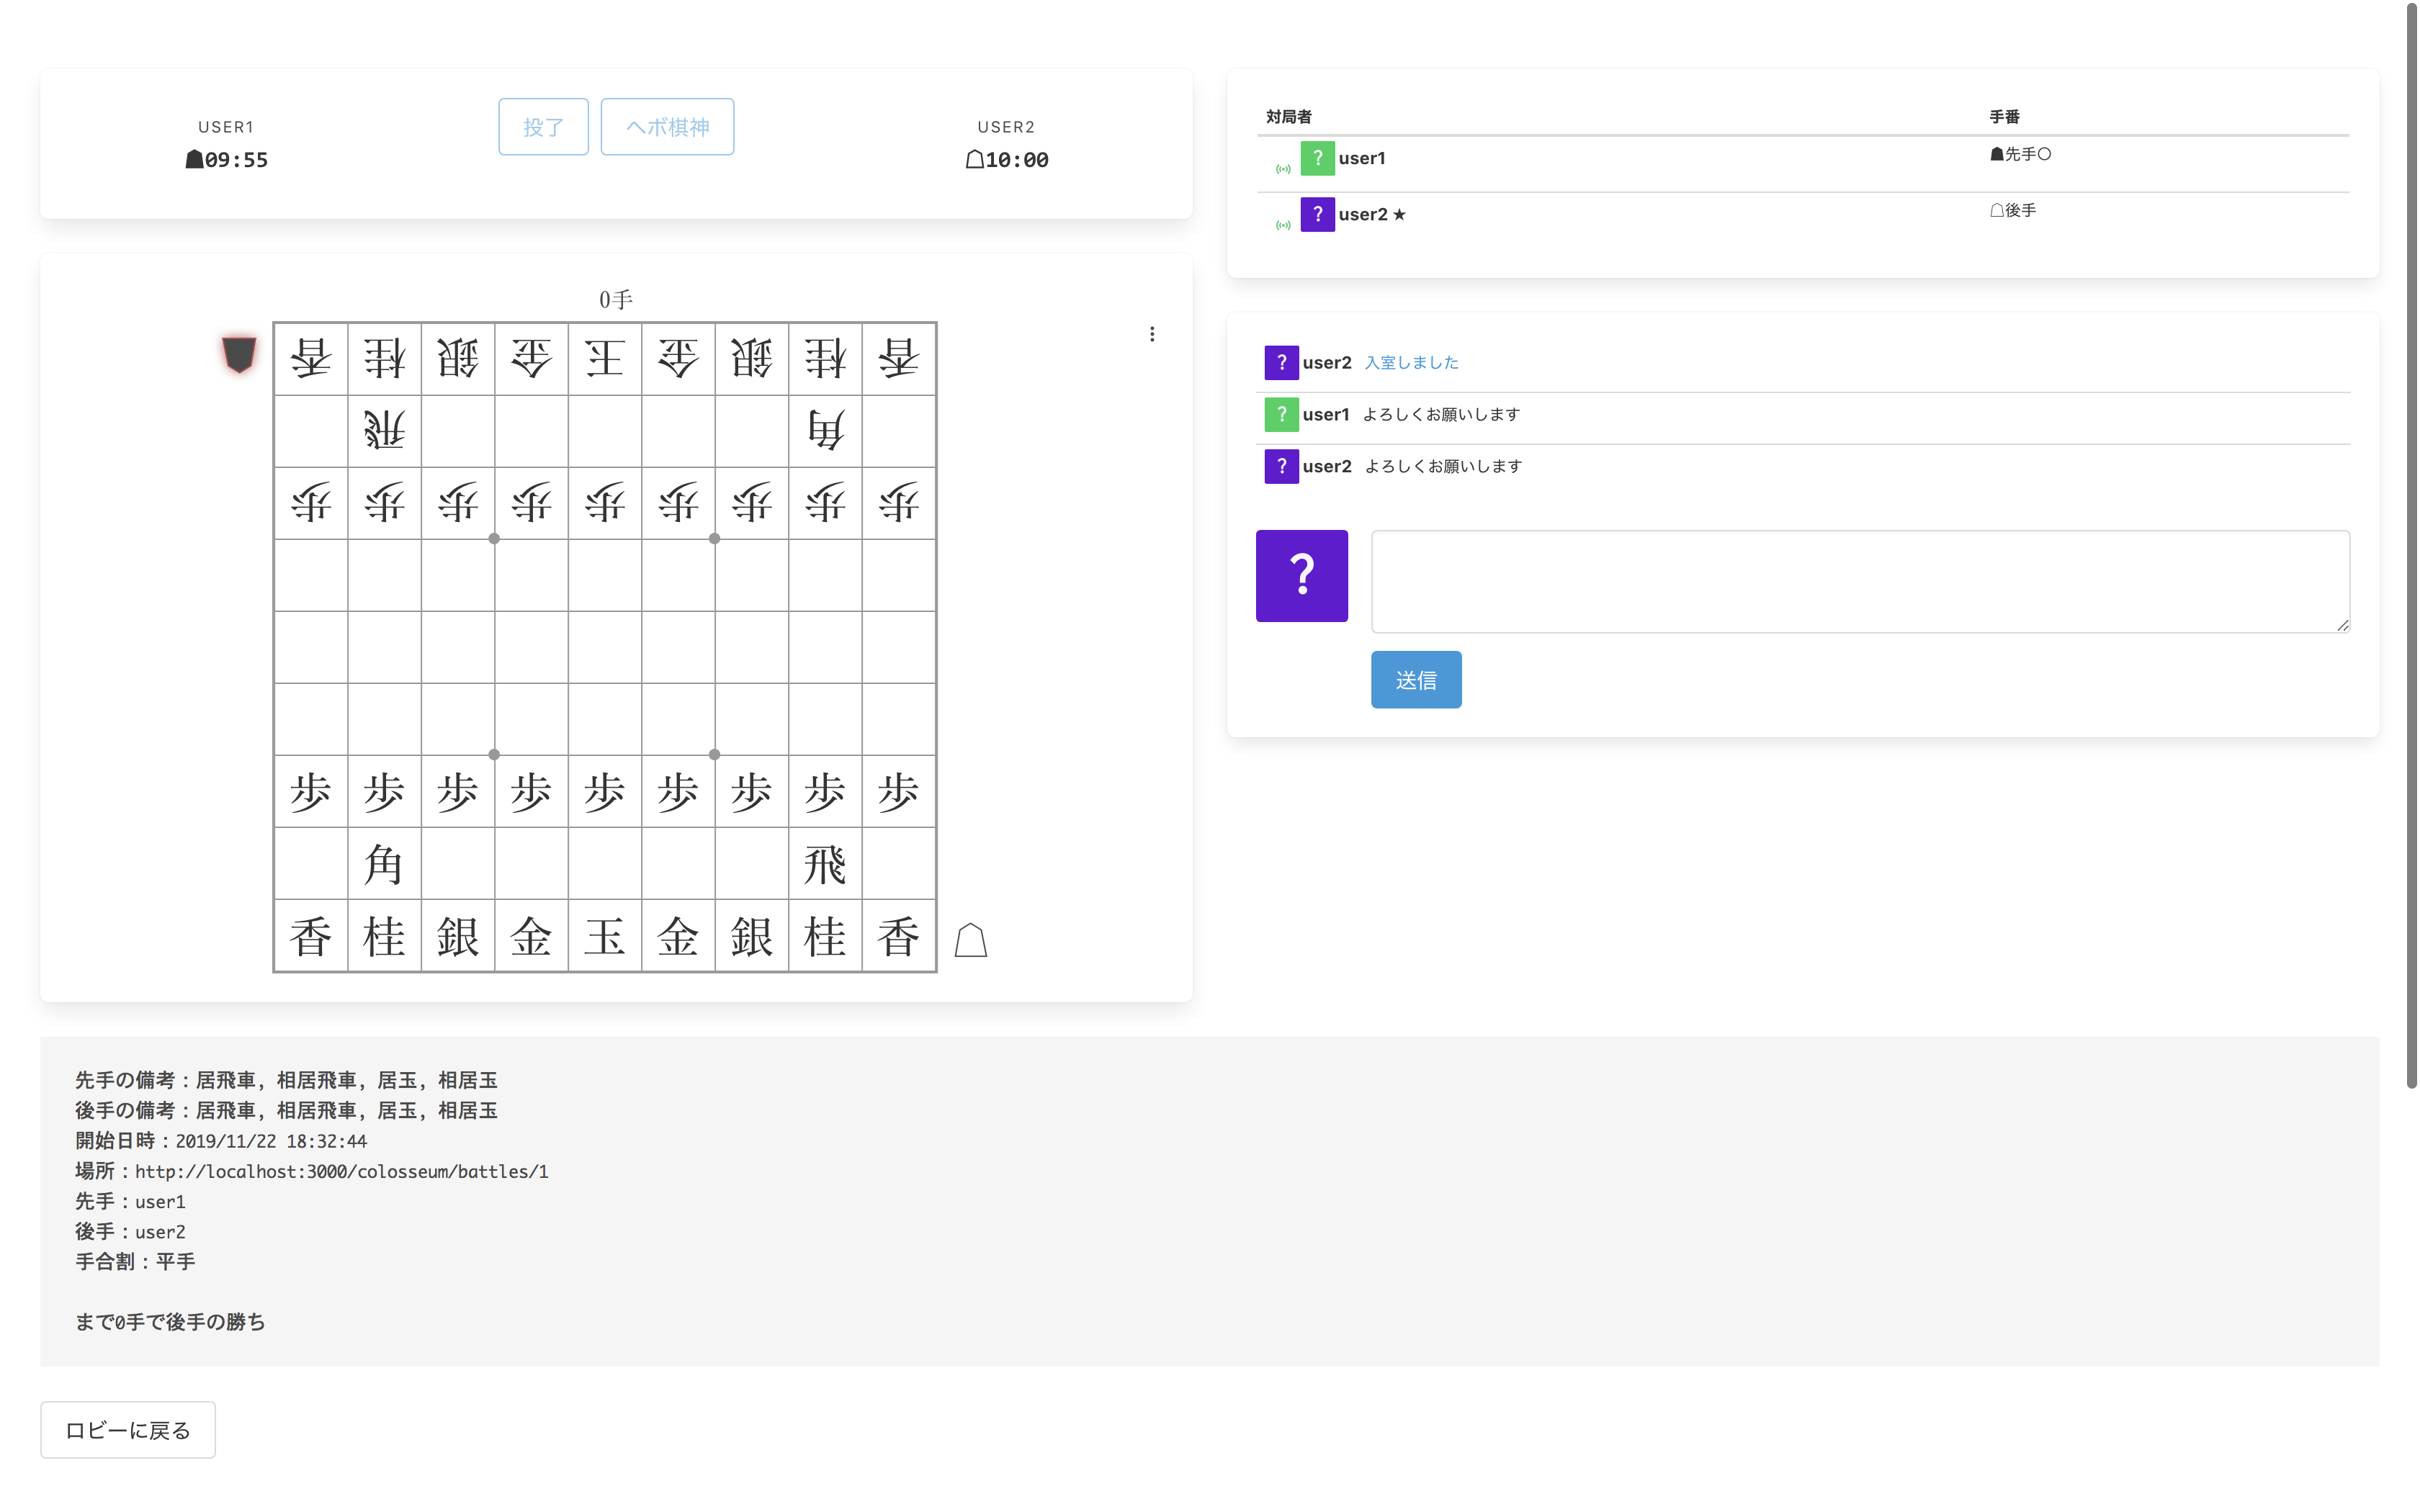 USER1
☗09:55
投了
ヘボ棋神
USER2
☖10:00
0手
香桂銀金王金銀桂香
飛角
歩歩歩歩歩歩歩歩歩
歩歩歩歩歩歩歩歩歩
角飛
香桂銀金玉金銀桂香
対局者 手番
? user1 ☗先手〇
? user2 ★ ☖後手
? user2 入室しました
? user1 よろしくお願いします
? user2 よろしくお願いします
?
送信
先手の備考：居飛車, 相居飛車, 居玉, 相居玉
後手の備考：居飛車, 相居飛車, 居玉, 相居玉
開始日時：2019/11/22 18:32:44
場所：http://localhost:3000/colosseum/battles/1
先手：user1
後手：user2
手合割：平手
まで0手で後手の勝ち
ロビーに戻る